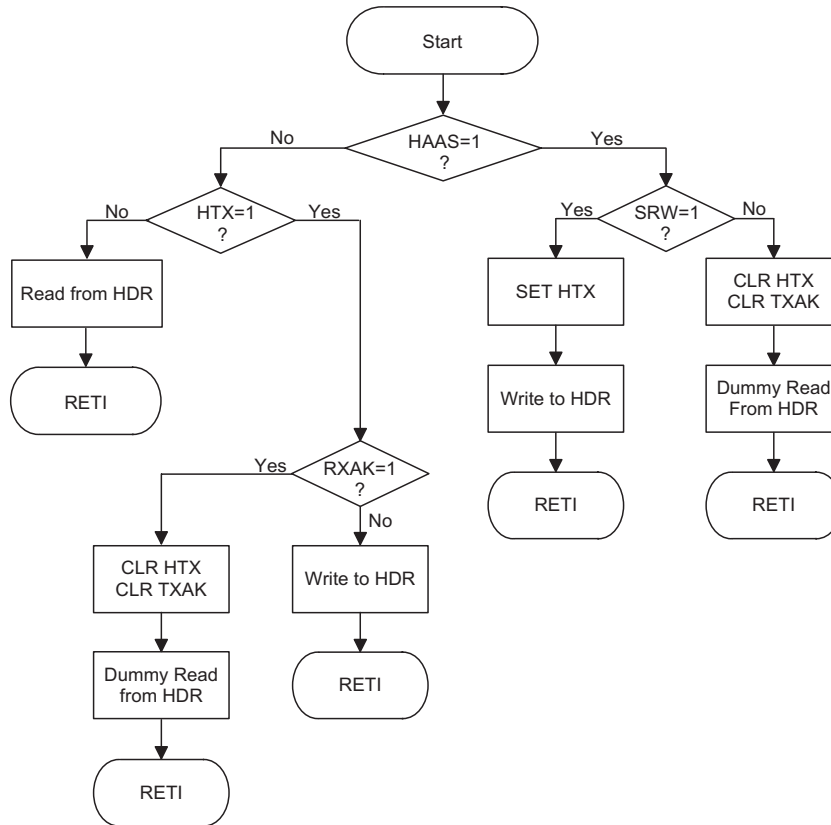 Start
HAAS=1
?
No
Yes
HTX=1
?
No
Yes
SRW=1
?
Yes
No
Read from HDR
SET HTX
CLR HTX
CLR TXAK
RETI
Write to HDR
Dummy Read
From HDR
RXAK=1
?
Yes
No
RETI
RETI
CLR HTX
CLR TXAK
Write to HDR
Dummy Read
from HDR
RETI
RETI